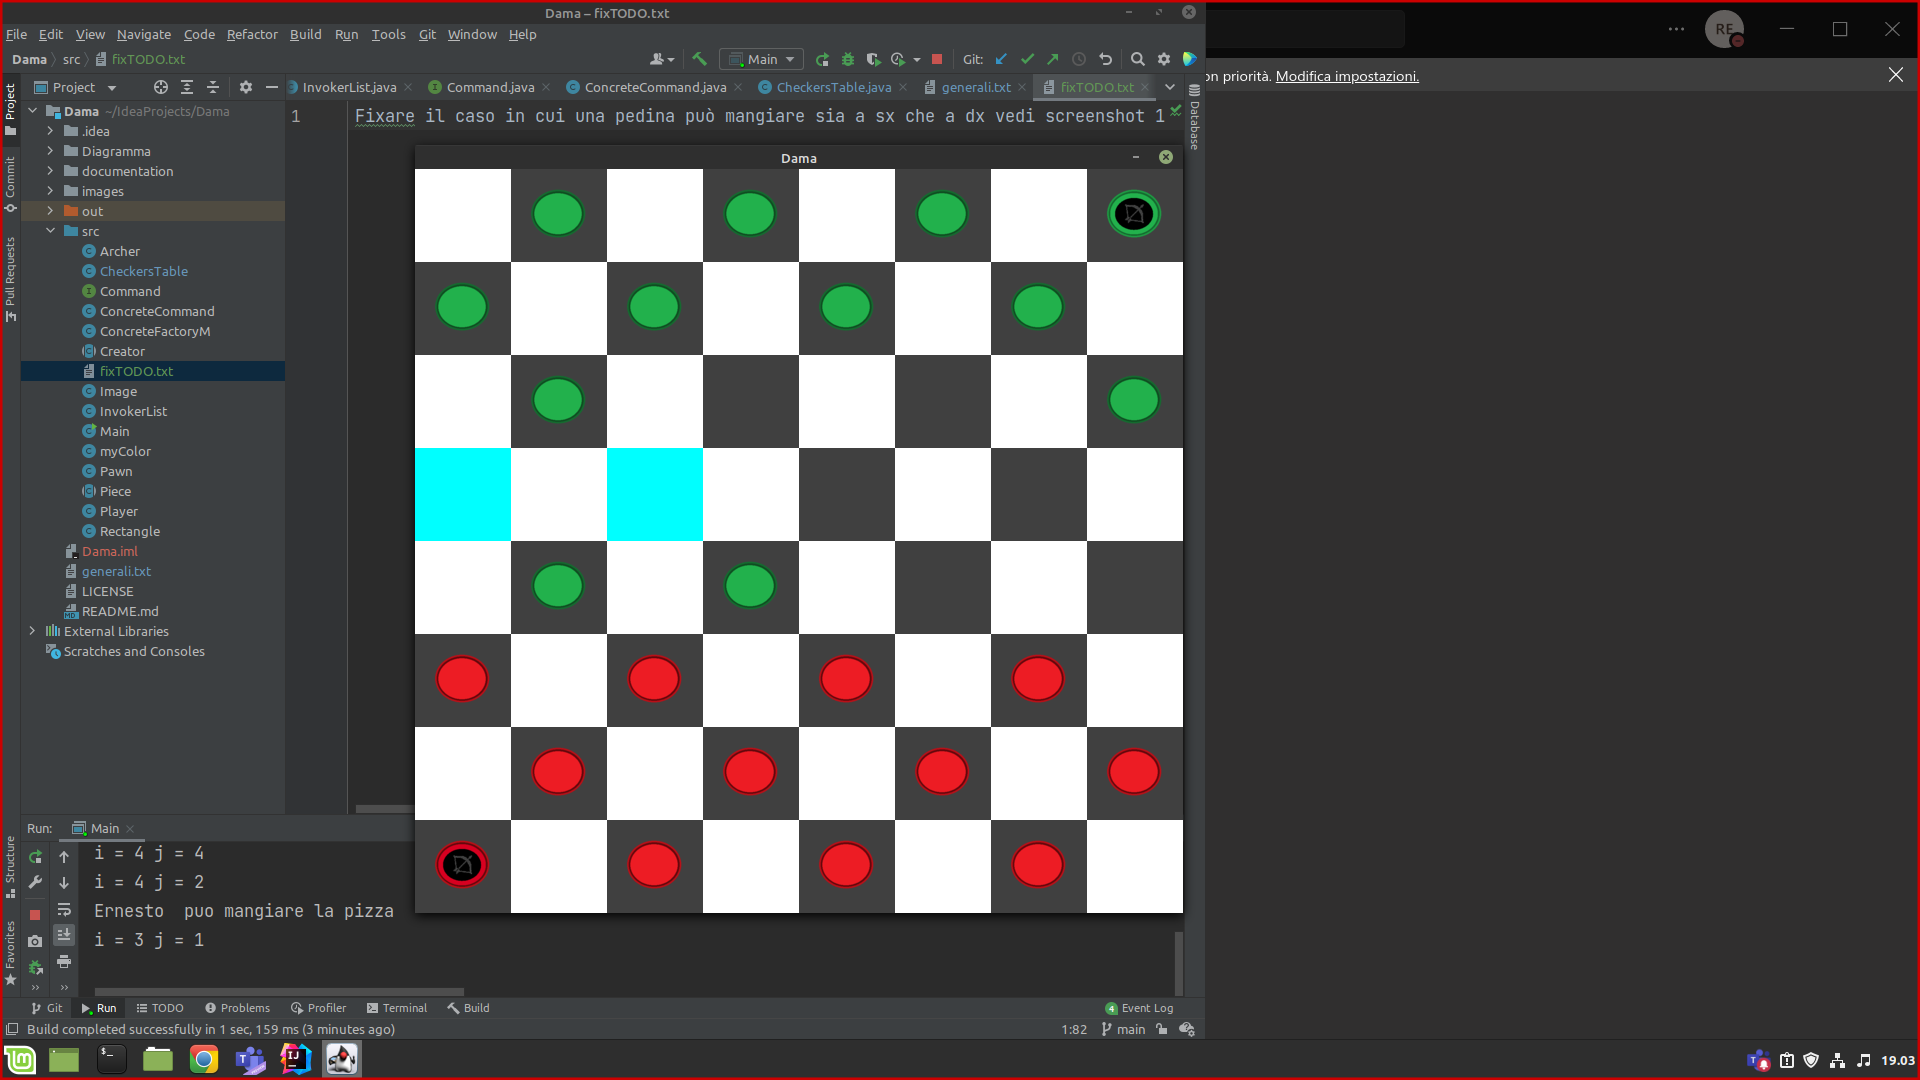 Dama – fixTODO.txt
File Edit View Navigate Code Refactor Build Run Tools Git Window Help
RE
Dama src fixTODO.txt
Main
Git:
on priorità. Modifica impostazioni.
Project
InvokerList.java
Command.java
ConcreteCommand.java
CheckersTable.java
generali.txt
fixTODO.txt
Project
Commit
Pull Requests
Structure
Favorites
Database
Dama ~/IdeaProjects/Dama
.idea
Diagramma
documentation
images
out
src
Archer
CheckersTable
Command
ConcreteCommand
ConcreteFactoryM
Creator
fixTODO.txt
Image
InvokerList
Main
myColor
Pawn
Piece
Player
Rectangle
Dama.iml
generali.txt
LICENSE
README.md
External Libraries
Scratches and Consoles
1 Fixare il caso in cui una pedina può mangiare sia a sx che a dx vedi screenshot 1
Dama
Run: Main
i = 4 j = 4
i = 4 j = 2
Ernesto  puo mangiare la pizza
i = 3 j = 1
Git Run TODO Problems Profiler Terminal Build
4 Event Log
Build completed successfully in 1 sec, 159 ms (3 minutes ago)
1:82 main
19.03